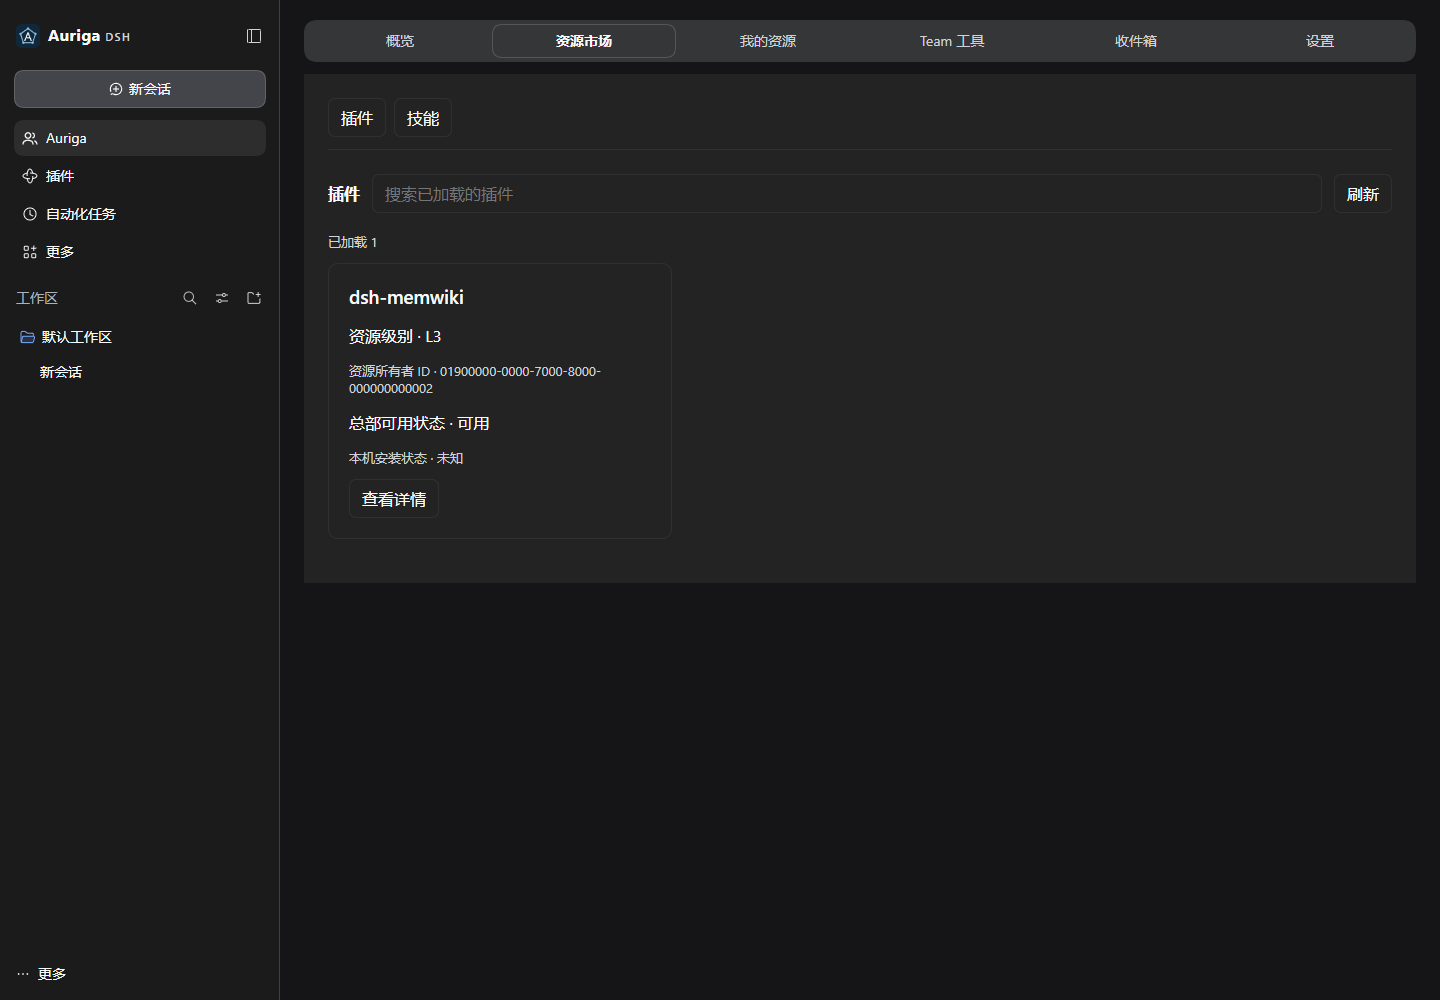 Auriga DSH
新会话
Auriga
插件
自动化任务
更多
工作区
默认工作区
新会话
更多
概览
资源市场
我的资源
Team 工具
收件箱
设置
插件
技能
插件
搜索已加载的插件
刷新
已加载 1
dsh-memwiki
资源级别 · L3
资源所有者 ID · 01900000-0000-7000-8000-
000000000002
总部可用状态 · 可用
本机安装状态 · 未知
查看详情